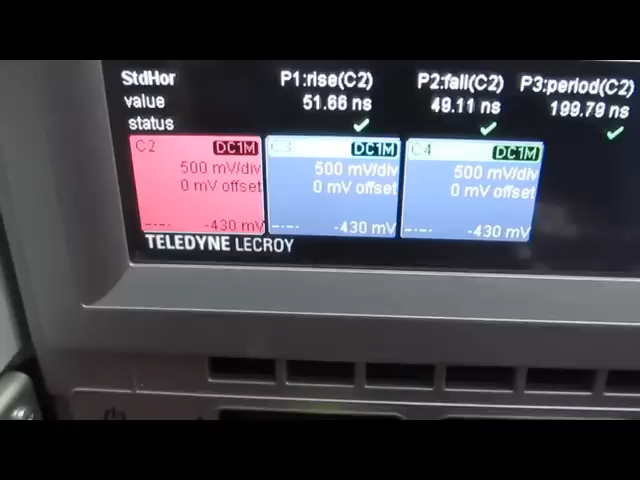 StdHor P1:rise(C2) P2:fall(C2) P3:period(C2)
value 51.66 ns 49.11 ns 199.79 ns
status
C2 DC1M C3 DC1M C4 DC1M
500 mV/div 500 mV/div 500 mV/div
0 mV offset 0 mV offset 0 mV offset
-430 mV -430 mV -430 mV
TELEDYNE LECROY